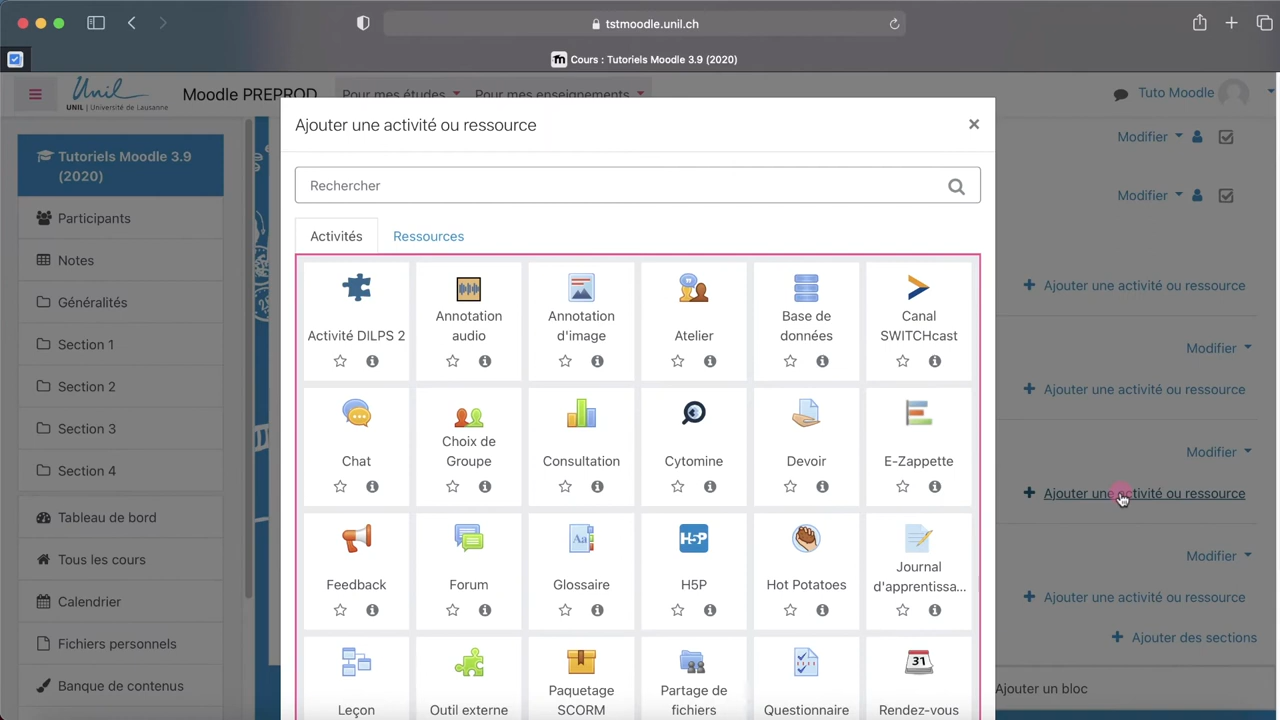 tstmoodle.unil.ch
Cours : Tutoriels Moodle 3.9 (2020)
Unil
UNIL | Université de Lausanne
Moodle PREPROD
Pour mes études
Pour mes enseignements
Tuto Moodle
Tutoriels Moodle 3.9
(2020)
Participants
Notes
Généralités
Section 1
Section 2
Section 3
Section 4
Tableau de bord
Tous les cours
Calendrier
Fichiers personnels
Banque de contenus
Ajouter une activité ou ressource
×
Rechercher
Activités
Ressources
Activité DILPS 2
Annotation
audio
Annotation
d'image
Atelier
Base de
données
Canal
SWITCHcast
Chat
Choix de
Groupe
Consultation
Cytomine
Devoir
E-Zappette
Feedback
Forum
Aa
Glossaire
H5P
H5P
Hot Potatoes
Journal
d'apprentissa...
Leçon
Outil externe
Paquetage
SCORM
Partage de
fichiers
Questionnaire
31
Rendez-vous
Modifier
Modifier
Ajouter une activité ou ressource
Modifier
Ajouter une activité ou ressource
Modifier
Ajouter une activité ou ressource
Modifier
Ajouter une activité ou ressource
Ajouter des sections
Ajouter un bloc